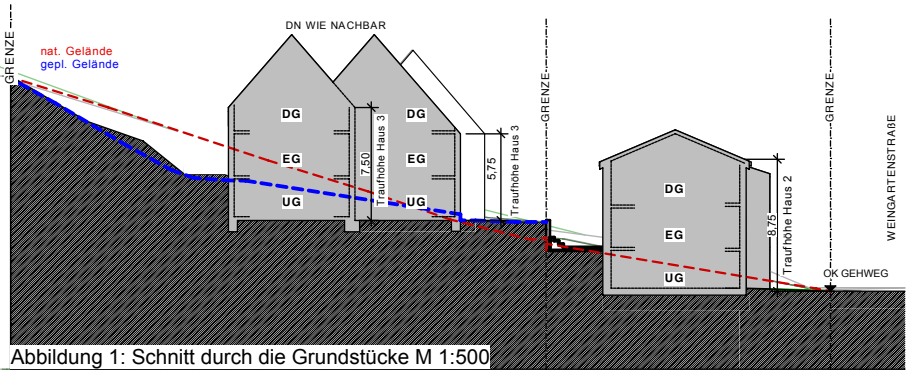 DN WIE NACHBAR
GRENZE
nat. Gelände
gepl. Gelände
DG
EG
UG
7,50
Traufhöhe Haus 3
DG
EG
UG
5,75
Traufhöhe Haus 3
GRENZE
DG
EG
UG
8,75
Traufhöhe Haus 2
GRENZE
OK GEHWEG
WEINGARTENSTRAßE
Abbildung 1: Schnitt durch die Grundstücke M 1:500